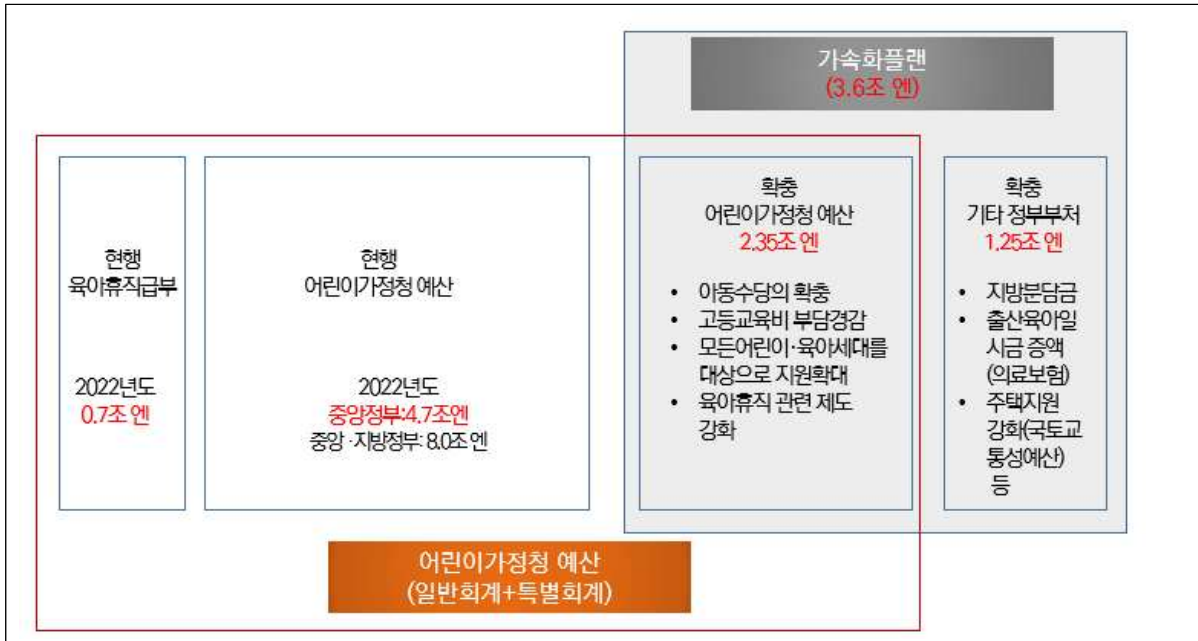 가속화플랜
(3.6조 엔)
현행
육아휴직급부
2022년도
0.7조 엔
현행
어린이가정청 예산
2022년도
중앙정부:4.7조엔
중앙·지방정부: 8.0조 엔
확충
어린이가정청 예산
2.35조 엔
• 아동수당의 확충
• 고등교육비 부담경감
• 모든어린이·육아세대를
대상으로 지원확대
• 육아휴직 관련 제도
강화
확충
기타 정부부처
1.25조 엔
• 지방분담금
• 출산육아일
시금 증액
(의료보험)
• 주택지원
강화(국토교
통성예산)
등
어린이가정청 예산
(일반회계+특별회계)